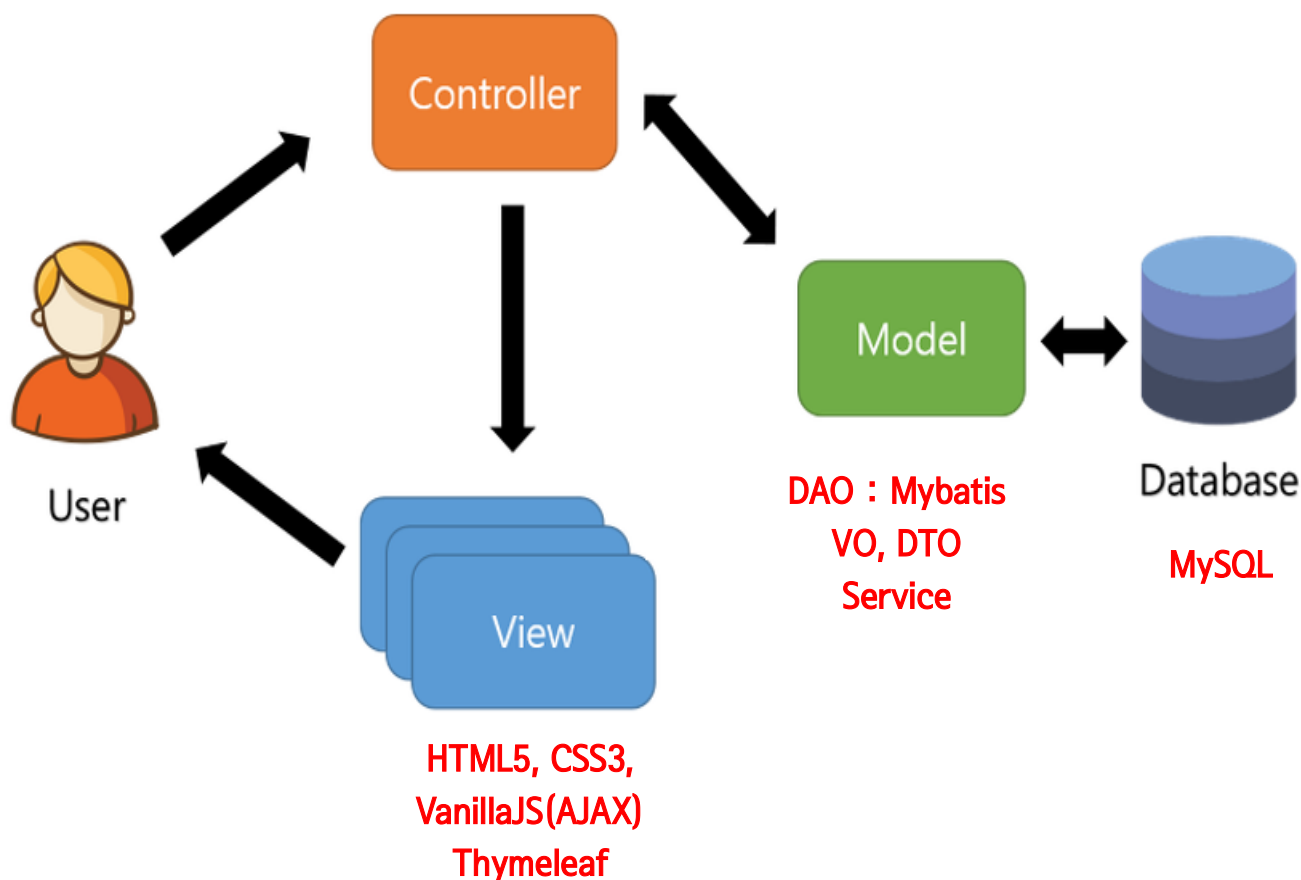 Controller
User
Model
Database
DAO : Mybatis
VO, DTO
Service
MySQL
View
HTML5, CSS3,
VanillaJS(AJAX)
Thymeleaf